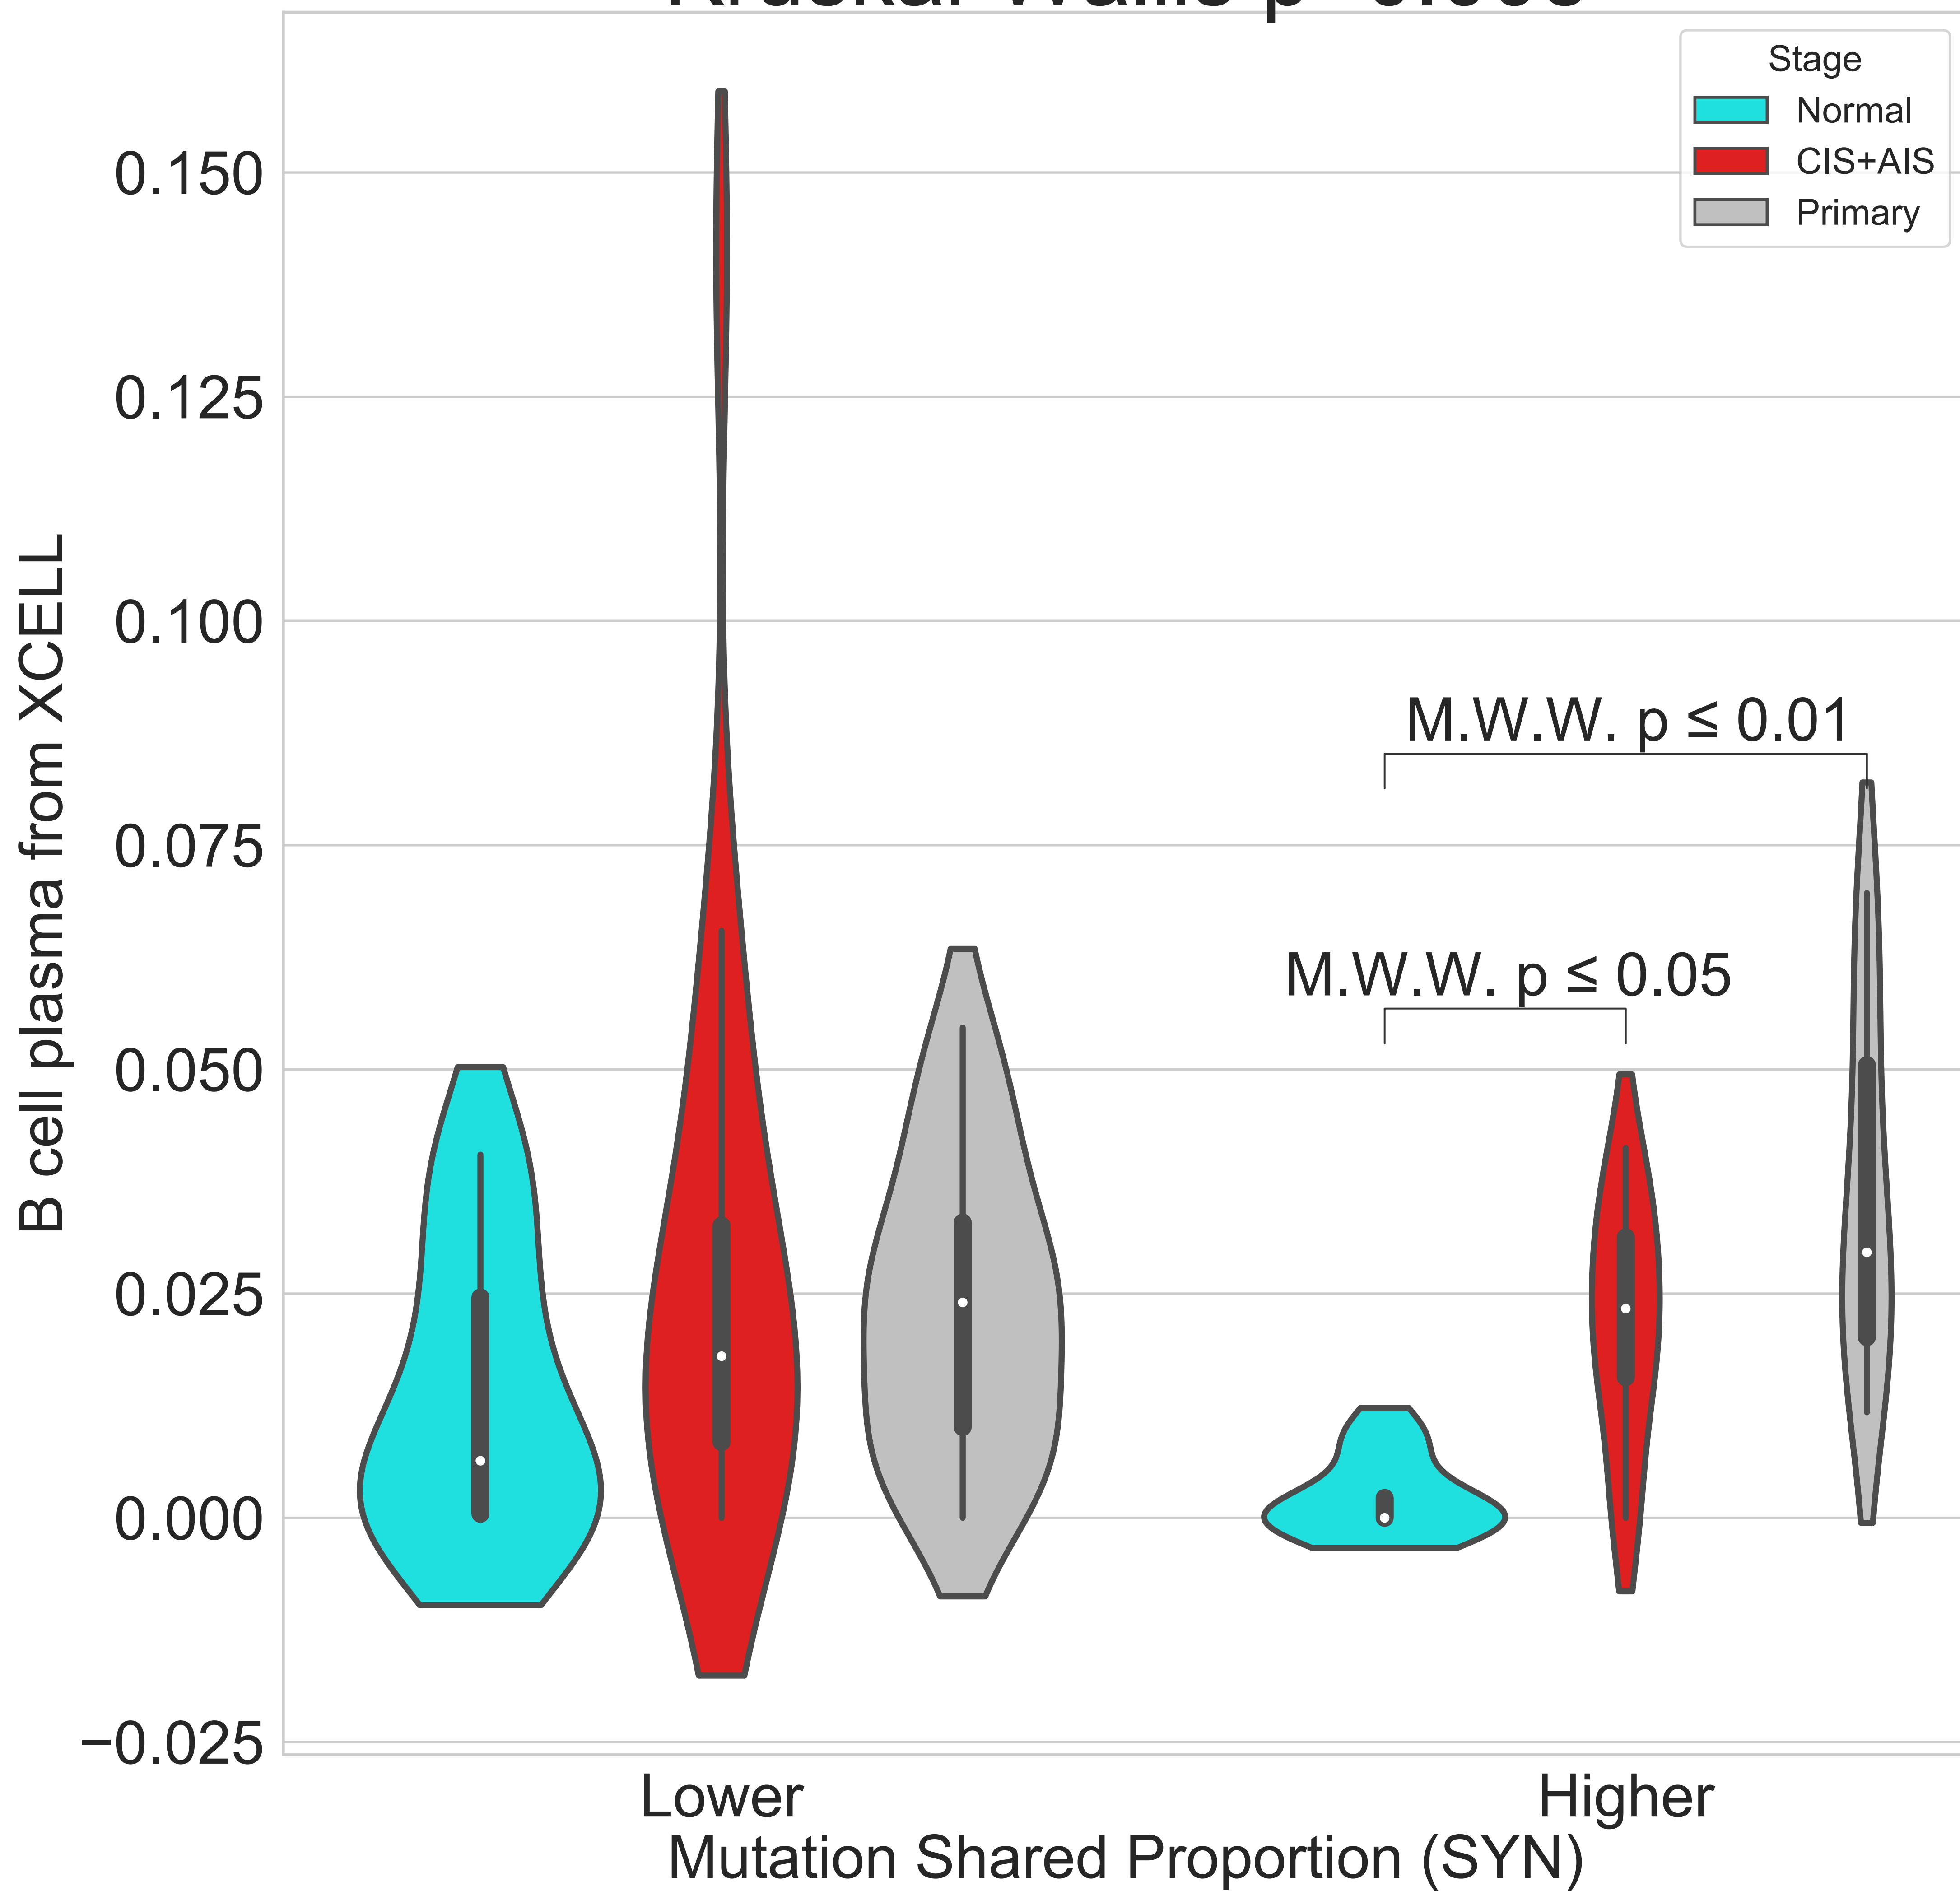 Stage
Normal
CIS+AIS
Primary
0.150
0.125
0.100
0.075
0.050
0.025
0.000
−0.025
B cell plasma from XCELL
M.W.W. p ≤ 0.01
M.W.W. p ≤ 0.05
Lower
Higher
Mutation Shared Proportion (SYN)